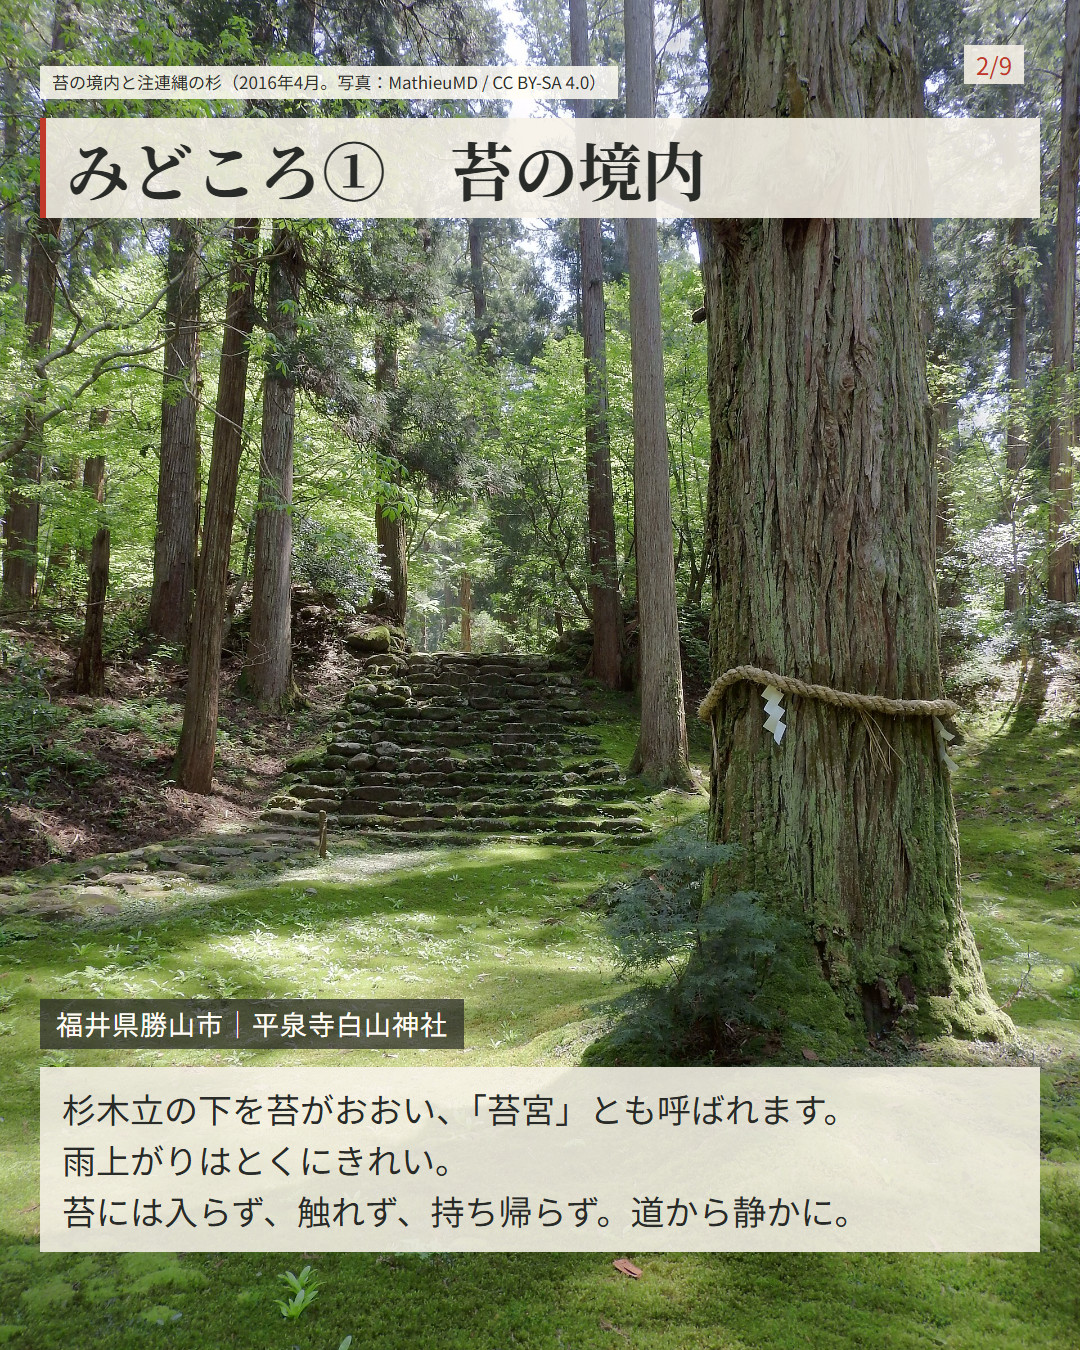 2/9
苔の境内と注連縄の杉（2016年4月。写真：MathieuMD / CC BY-SA 4.0）
みどころ①　苔の境内
福井県勝山市｜平泉寺白山神社
杉木立の下を苔がおおい、「苔宮」とも呼ばれます。
雨上がりはとくにきれい。
苔には入らず、触れず、持ち帰らず。道から静かに。